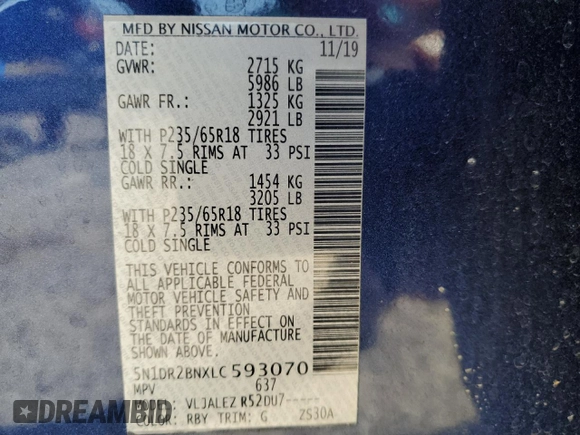 MFD BY NISSAN MOTOR CO., LTD.
DATE: 11/19
GVWR: 2715 KG
5986 LB
GAWR FR.: 1325 KG
2921 LB
WITH P235/65R18 TIRES
18 X 7.5 RIMS AT 33 PSI
COLD SINGLE
GAWR RR.: 1454 KG
3205 LB
WITH P235/65R18 TIRES
18 X 7.5 RIMS AT 33 PSI
COLD SINGLE
THIS VEHICLE CONFORMS TO
ALL APPLICABLE FEDERAL
MOTOR VEHICLE SAFETY AND
THEFT PREVENTION
STANDARDS IN EFFECT ON
THE DATE OF MANUFACTURE
SHOWN ABOVE.
5N1DR2BNXLC593070
MPV 637
MODEL: VLJALEZ R52DU7-----
COLOR: RBY TRIM: G ZS30A
DREAMBID